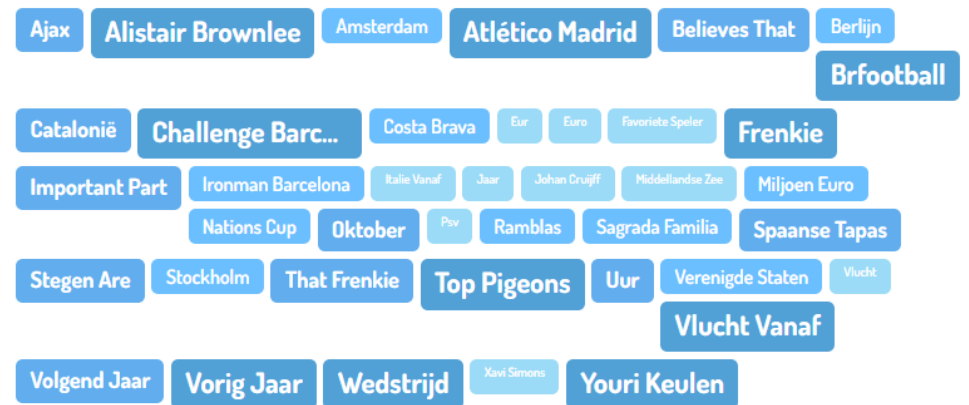 Ajax Alistair Brownlee Amsterdam Atlético Madrid Believes That Berlijn
Brfootball
Catalonië Challenge Barc... Costa Brava Eur Euro Favoriete Speler Frenkie
Important Part Ironman Barcelona Italie Vanaf Jaar Johan Cruijff Middellandse Zee Miljoen Euro
Nations Cup Oktober Psv Ramblas Sagrada Familia Spaanse Tapas
Stegen Are Stockholm That Frenkie Top Pigeons Uur Verenigde Staten Vlucht
Vlucht Vanaf
Volgend Jaar Vorig Jaar Wedstrijd Xavi Simons Youri Keulen